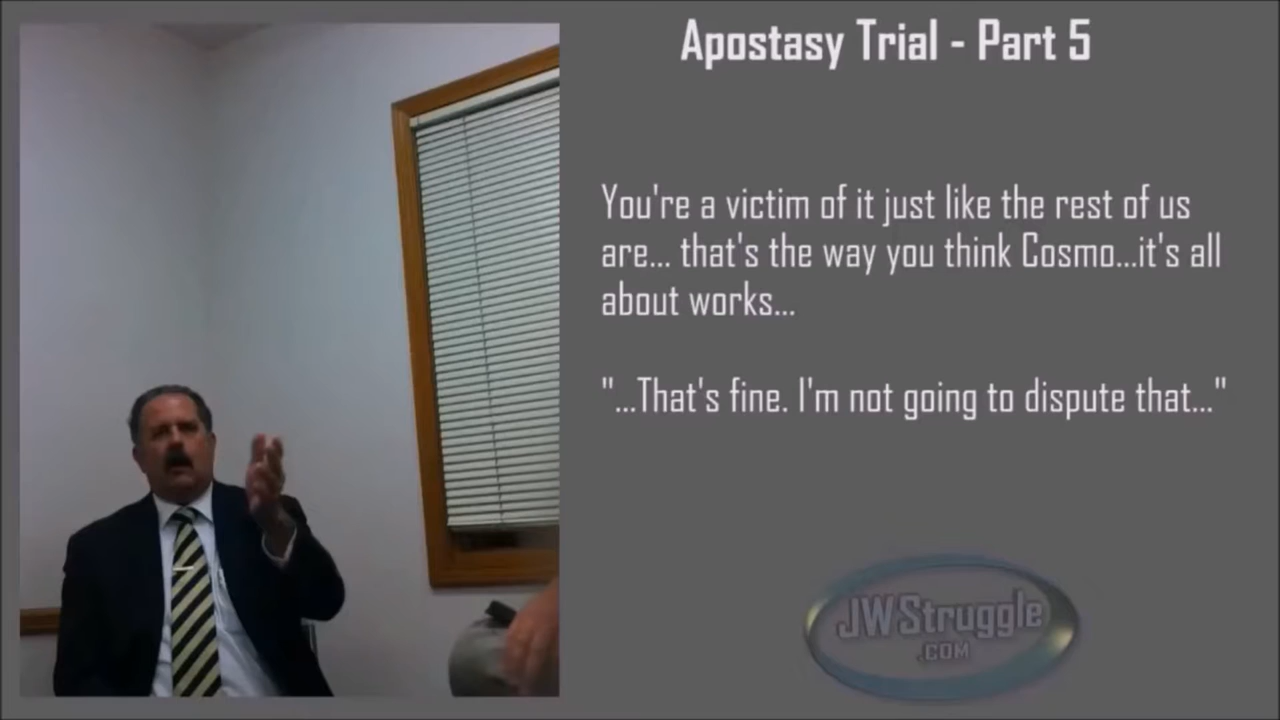 Apostasy Trial - Part 5
You're a victim of it just like the rest of us
are... that's the way you think Cosmo...it's all
about works...
"...That's fine. I'm not going to dispute that..."
JWStruggle
.COM